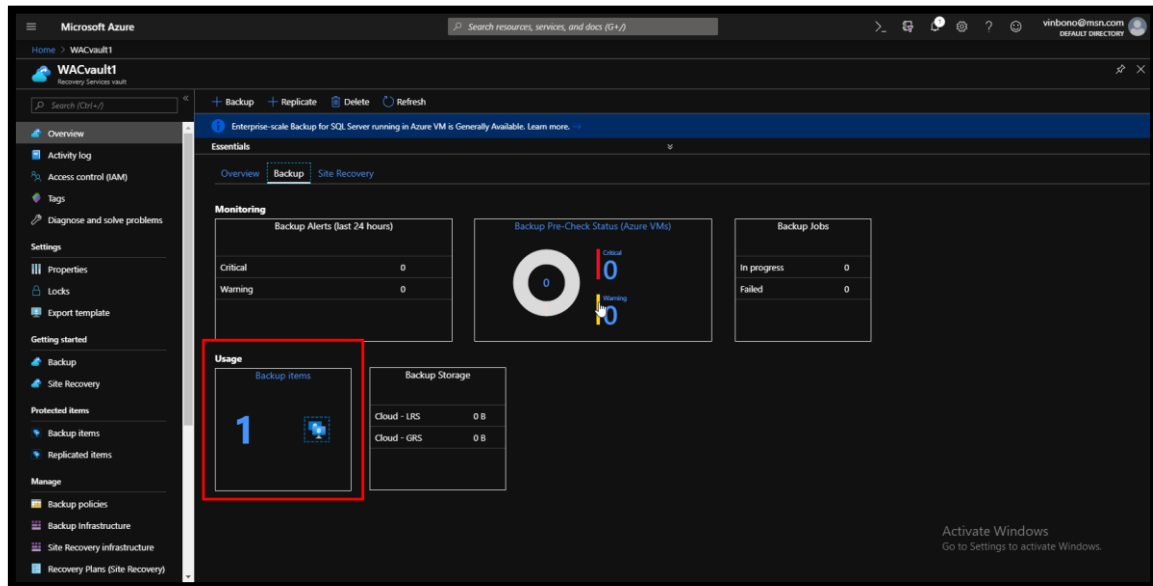 Microsoft Azure
Search resources, services, and docs (G+/)
vinbono@msn.com
DEFAULT DIRECTORY
Home > WACvault1
WACvault1
Recovery Services vault
Search (Ctrl+/)
Overview
Activity log
Access control (IAM)
Tags
Diagnose and solve problems
Settings
Properties
Locks
Export template
Getting started
Backup
Site Recovery
Protected items
Backup items
Replicated items
Manage
Backup policies
Backup Infrastructure
Site Recovery infrastructure
Recovery Plans (Site Recovery)
+ Backup + Replicate Delete Refresh
Enterprise-scale Backup for SQL Server running in Azure VM is Generally Available. Learn more. →
Essentials
Overview Backup Site Recovery
Monitoring
Backup Alerts (last 24 hours)
Critical 0
Warning 0
Backup Pre-Check Status (Azure VMs)
0
Critical
0
Warning
0
Backup Jobs
In progress 0
Failed 0
Usage
Backup items
1
Backup Storage
Cloud - LRS 0 B
Cloud - GRS 0 B
Activate Windows
Go to Settings to activate Windows.